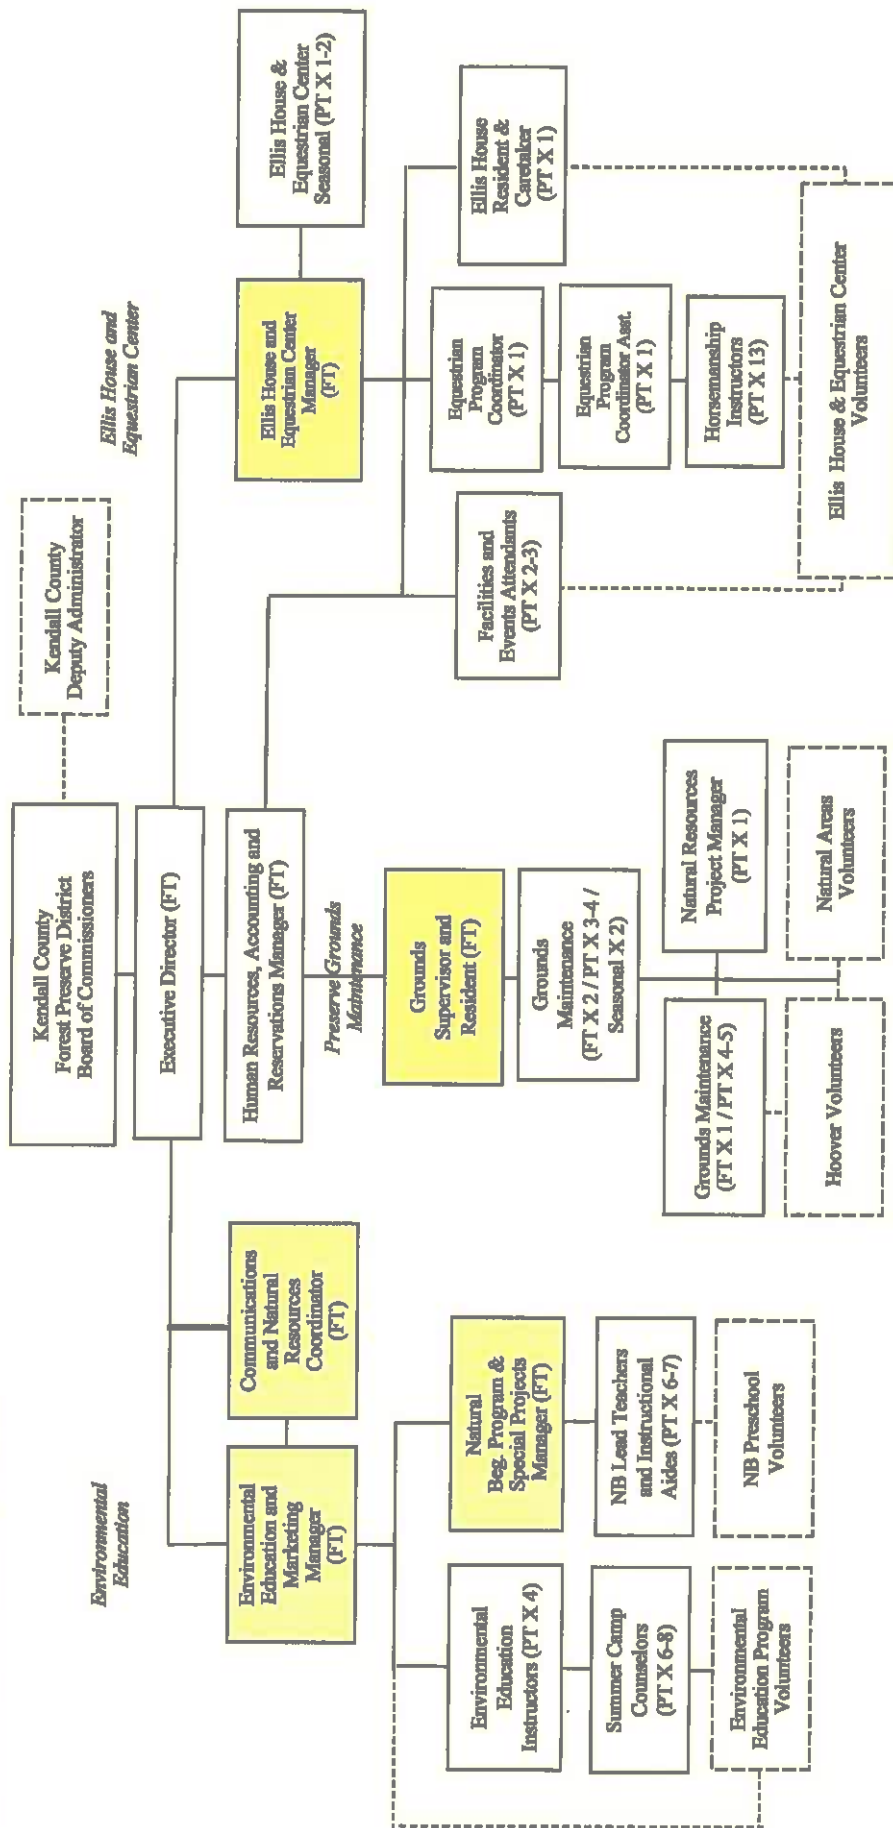 Kendall County
Forest Preserve District
Board of Commissioners
Kendall County
Deputy Administrator
Executive Director (FT)
Human Resources, Accounting and
Reservations Manager (FT)
Environmental
Education
Environmental
Education and
Marketing
Manager
(FT)
Communications
and Natural
Resources
Coordinator
(FT)
Environmental
Education
Instructors (PT X 4)
Summer Camp
Counselors
(PT X 6-8)
Environmental
Education Program
Volunteers
Natural
Beg. Program &
Special Projects
Manager (FT)
NB Lead Teachers
and Instructional
Aides (PT X 6-7)
NB Preschool
Volunteers
Preserve Grounds
Maintenance
Grounds
Supervisor and
Resident (FT)
Grounds
Maintenance
(FT X 2 / PT X 3-4 /
Seasonal X 2)
Grounds Maintenance
(FT X 1 / PT X 4-5)
Natural Resources
Project Manager
(PT X 1)
Hoover Volunteers
Natural Areas
Volunteers
Ellis House and
Equestrian Center
Ellis House and
Equestrian Center
Manager
(FT)
Ellis House &
Equestrian Center
Seasonal (PT X 1-2)
Facilities and
Events Attendants
(PT X 2-3)
Equestrian
Program
Coordinator
(PT X 1)
Equestrian
Program
Coordinator Asst.
(PT X 1)
Horsemanship
Instructors
(PT X 13)
Ellis House
Resident &
Caretaker
(PT X 1)
Ellis House & Equestrian Center
Volunteers